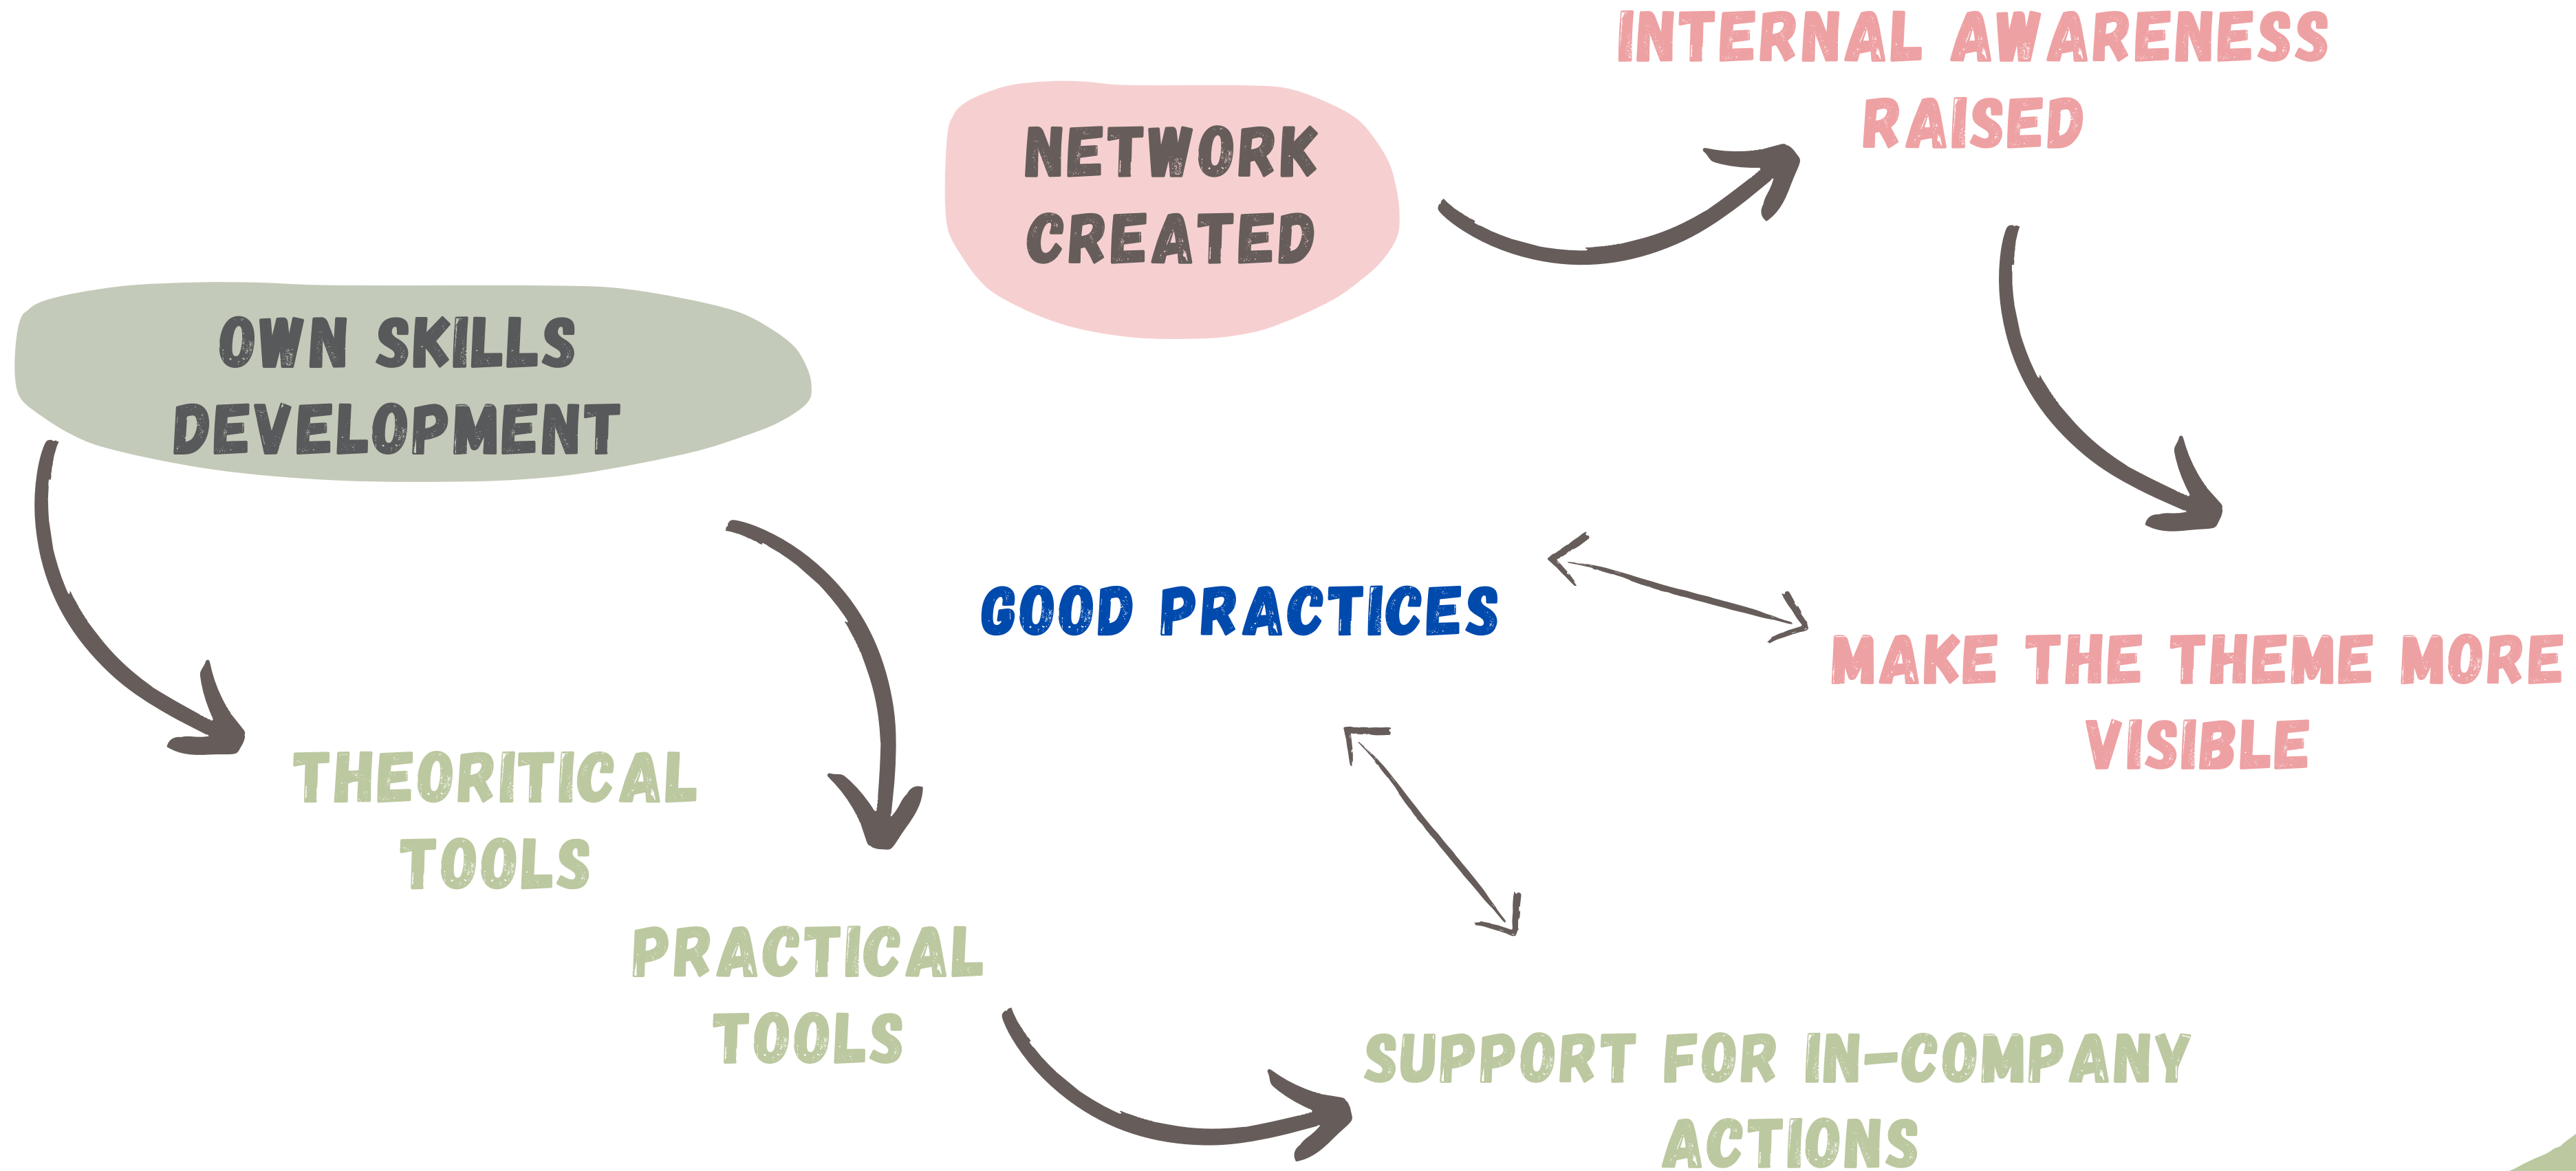 INTERNAL AWARENESS
RAISED
NETWORK
CREATED
OWN SKILLS
DEVELOPMENT
GOOD PRACTICES
MAKE THE THEME MORE
VISIBLE
THEORITICAL
TOOLS
PRACTICAL
TOOLS
SUPPORT FOR IN-COMPANY
ACTIONS